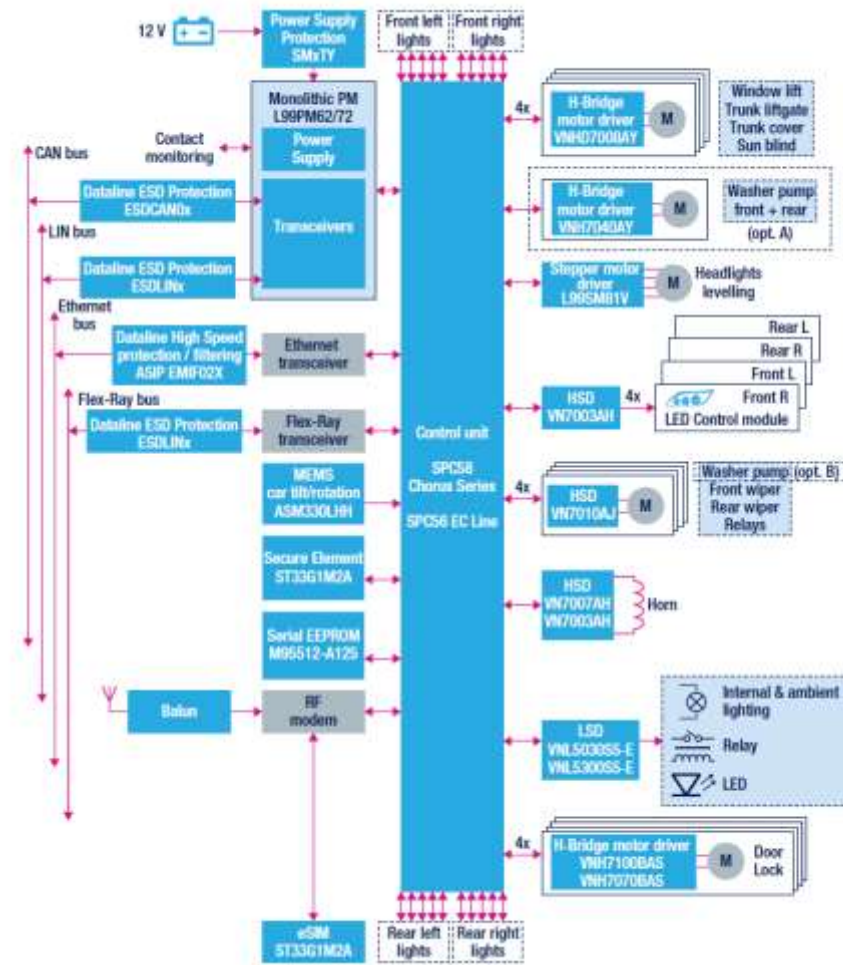 12 V
Power Supply
Protection
SMxTY
Front left
lights
Front right
lights
Monolithic PM
L99PM62/72
Power
Supply
Transceivers
Contact
monitoring
CAN bus
Dataline ESD Protection
ESDCAN0x
LIN bus
Dataline ESD Protection
ESDLINx
Ethernet
bus
Dataline High Speed
protection / filtering
ASIP EMIF02X
Ethernet
transceiver
Flex-Ray bus
Dataline ESD Protection
ESDLINx
Flex-Ray
transceiver
MEMS
car tilt/rotation
ASM330LHH
Secure Element
ST33G1M2A
Serial EEPROM
M95512-A125
Balun
RF
modem
eSIM
ST33G1M2A
Control unit
SPC58
Chorus Series
SPC56 EC Line
Rear left
lights
Rear right
lights
4x
H-Bridge
motor driver
VNHD7008AY
M
Window lift
Trunk liftgate
Trunk cover
Sun blind
H-Bridge
motor driver
VNH7040AY
M
Washer pump
front + rear
(opt. A)
Stepper motor
driver
L99SM81V
M
Headlights
levelling
HSD
VN7003AH
4x
Rear L
Rear R
Front L
Front R
LED Control module
4x
HSD
VN7010AJ
M
Washer pump (opt. B)
Front wiper
Rear wiper
Relays
HSD
VN7007AH
VN7003AH
Horn
LSD
VNL5030S5-E
VNL5300S5-E
Internal & ambient
lighting
Relay
LED
4x
H-Bridge motor driver
VNH7100BAS
VNH7070BAS
M
Door
Lock